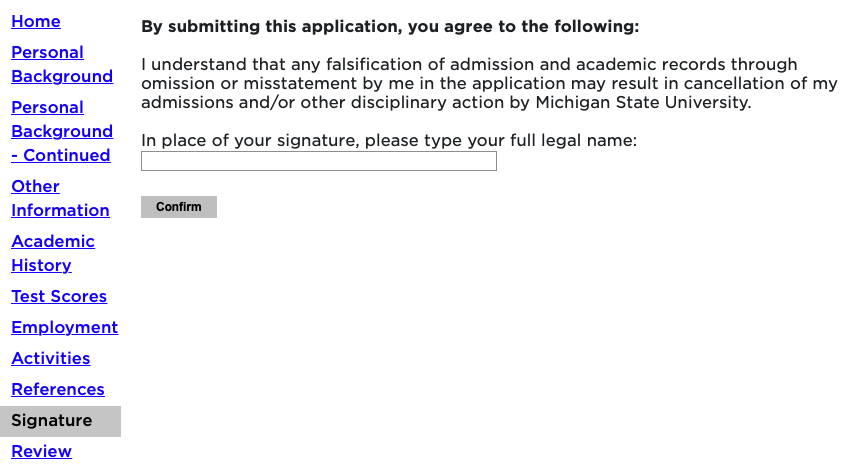 Home
Personal
Background
Personal
Background
- Continued
Other
Information
Academic
History
Test Scores
Employment
Activities
References
Signature
Review
By submitting this application, you agree to the following:
I understand that any falsification of admission and academic records through
omission or misstatement by me in the application may result in cancellation of my
admissions and/or other disciplinary action by Michigan State University.
In place of your signature, please type your full legal name:
Confirm